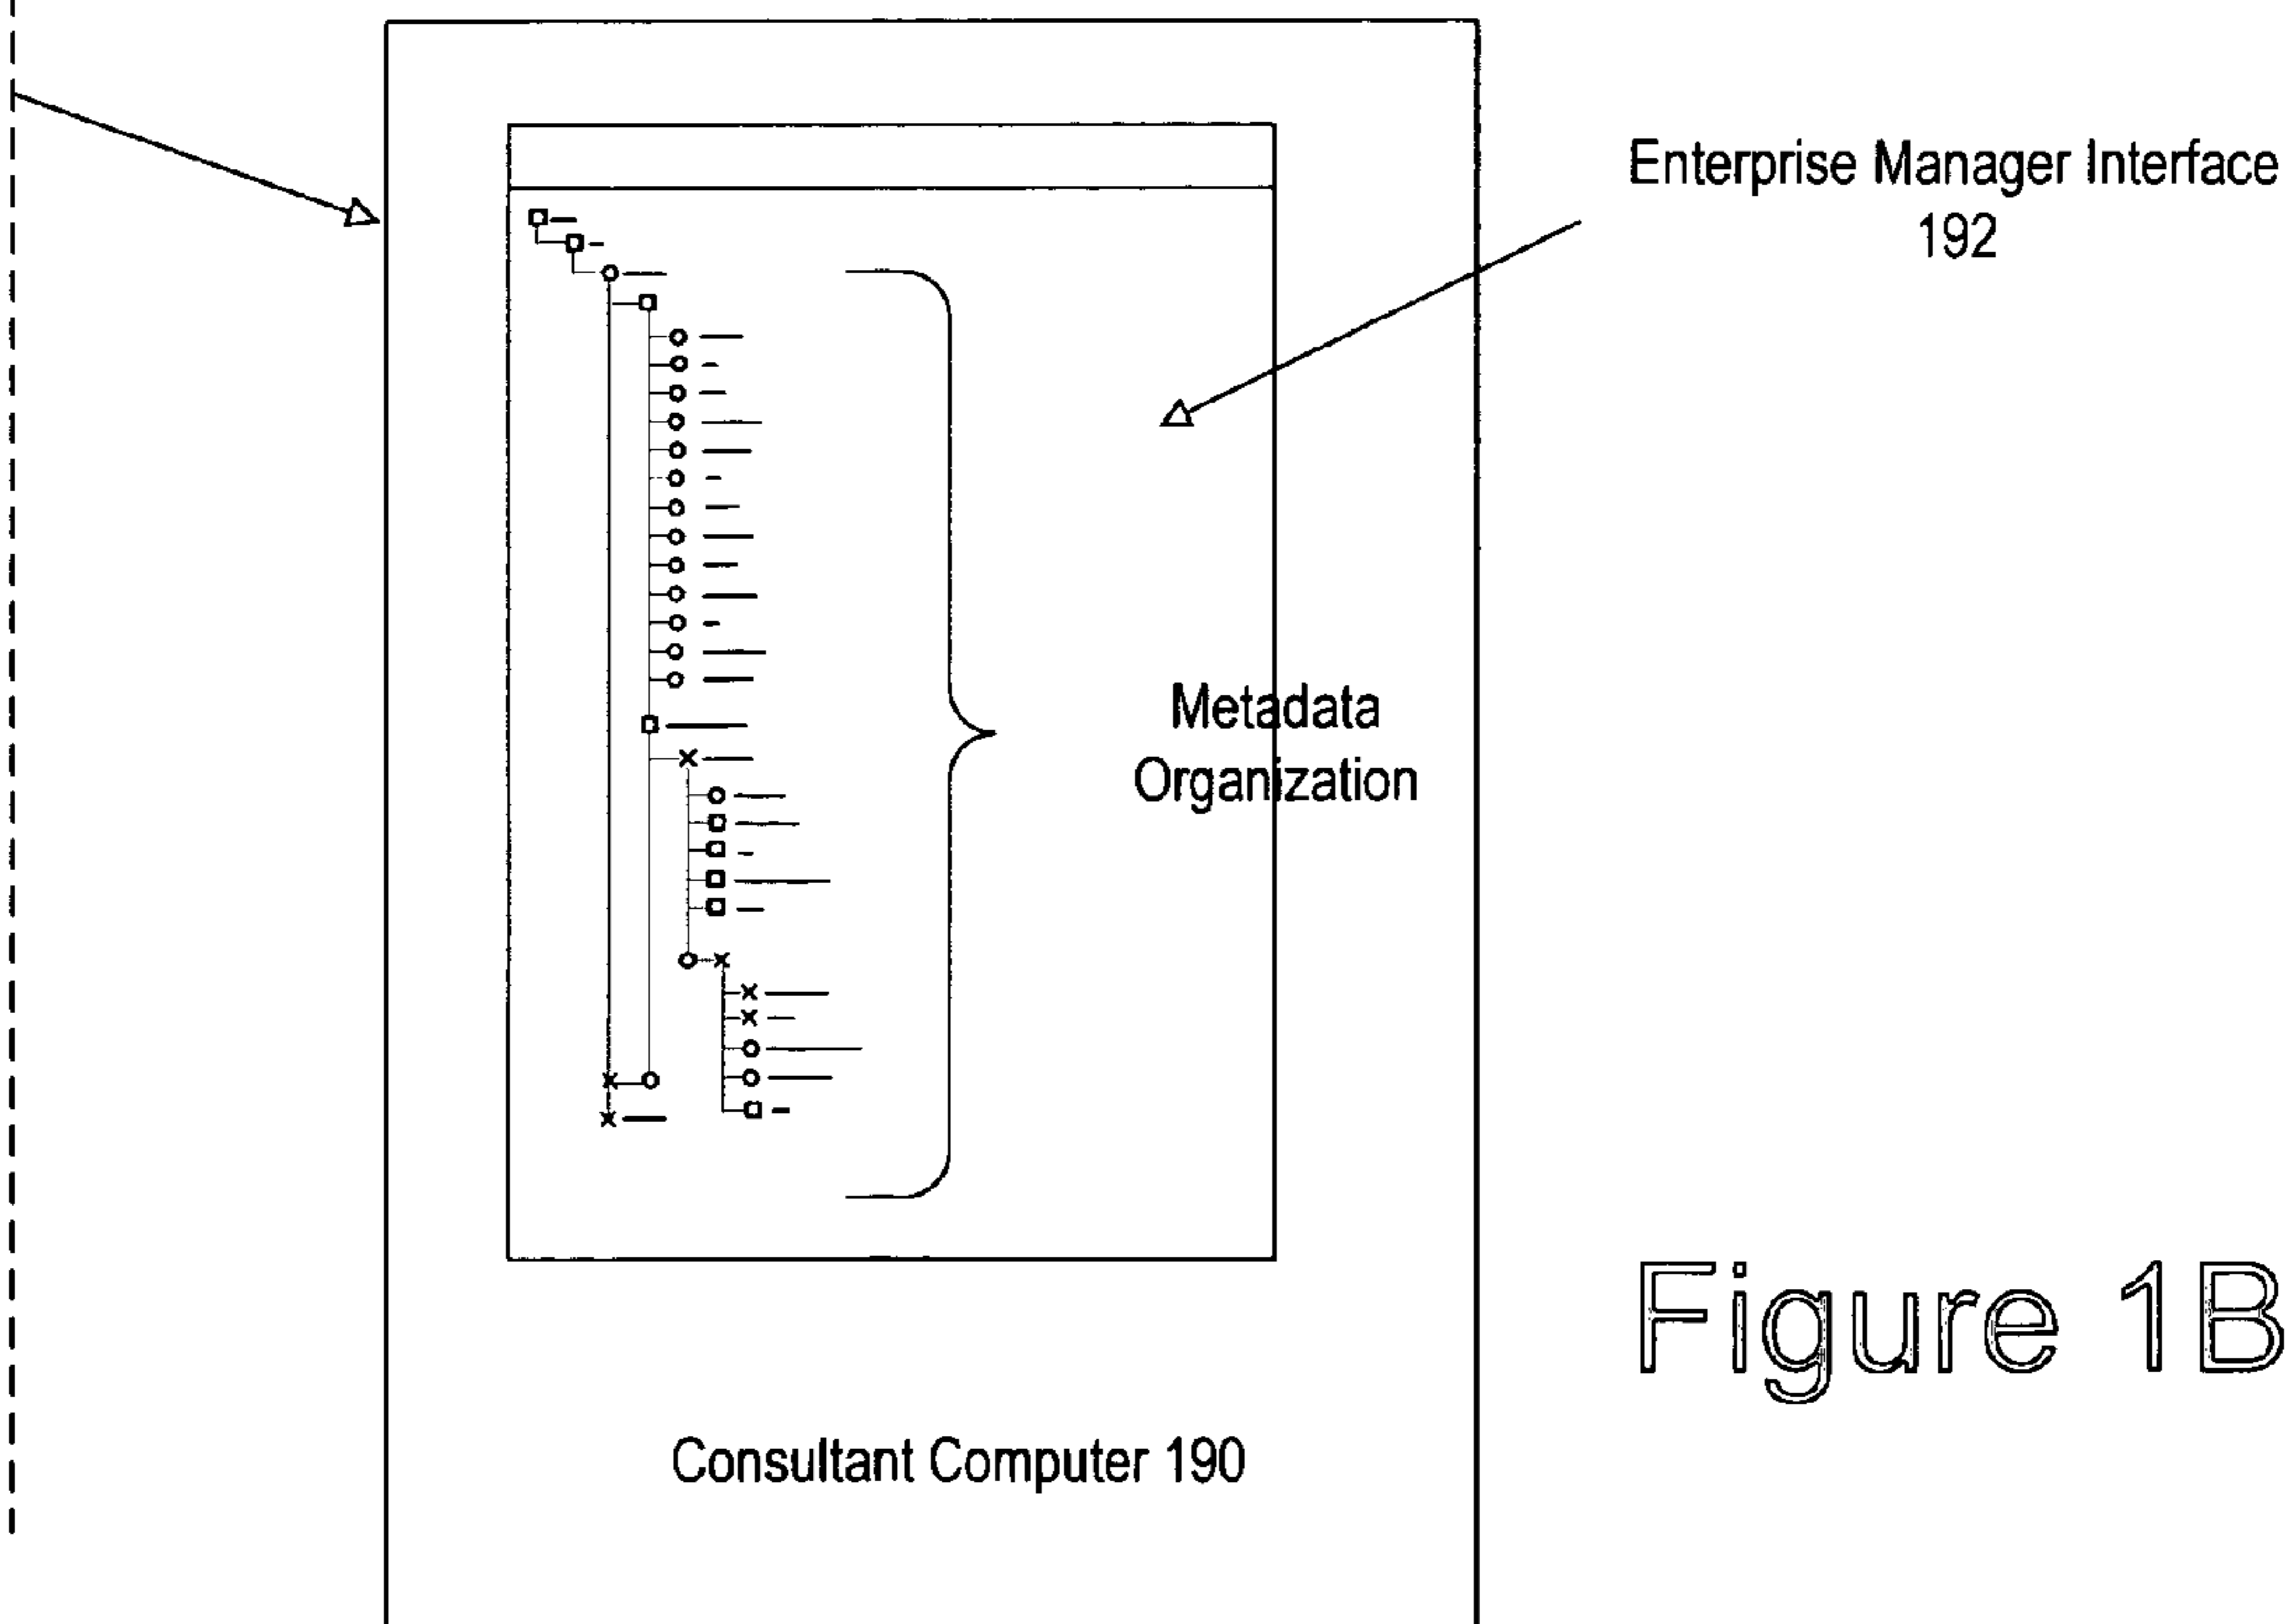 Enterprise Manager Interface
192
Metadata
Organization
Figure 1B
Consultant Computer 190